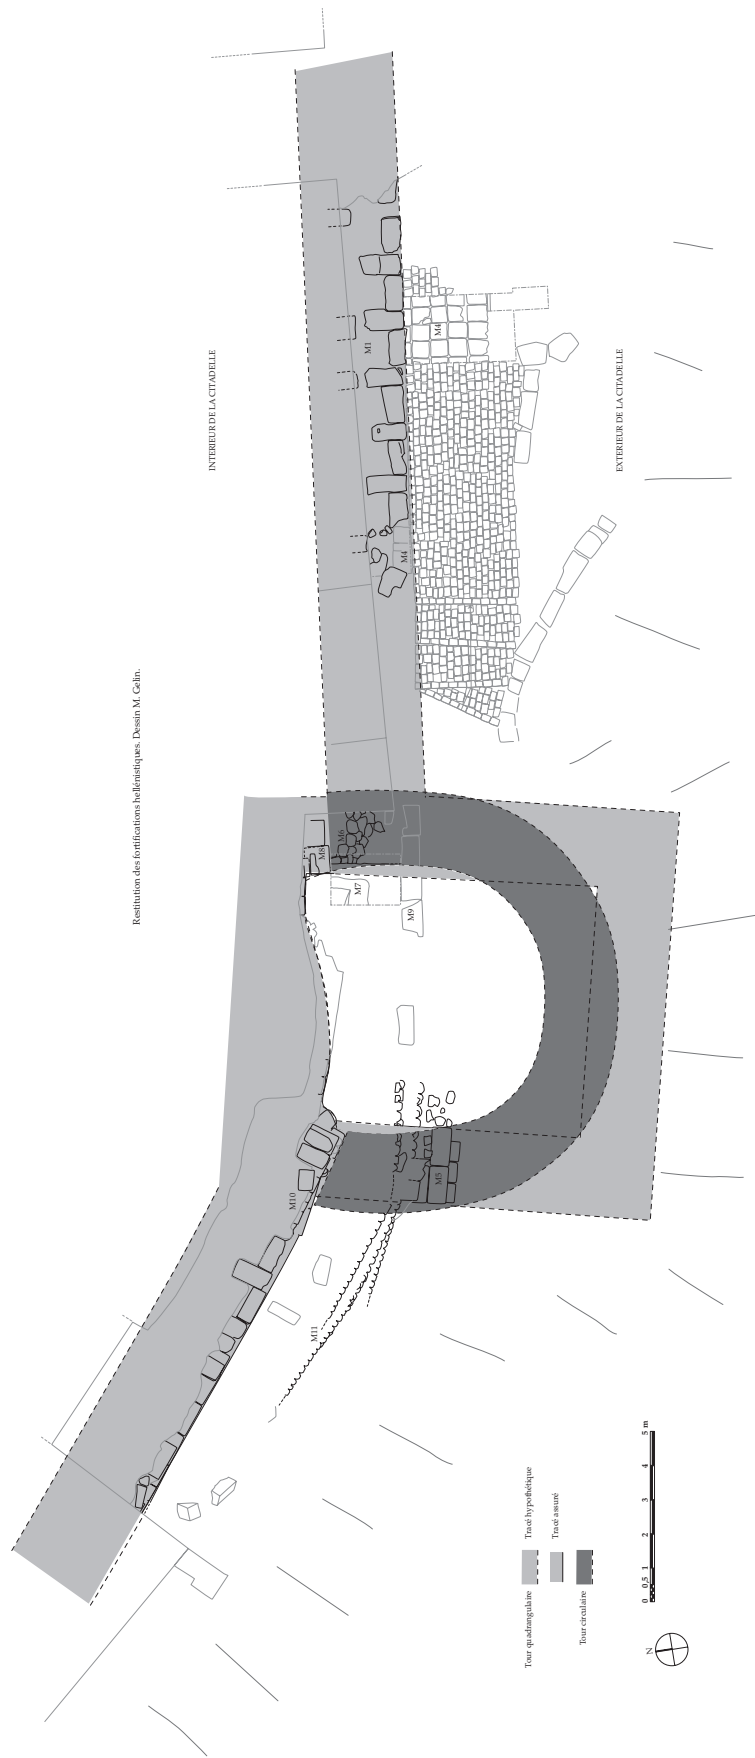 INTERIEUR DE LA CITADELLE
EXTERIEUR DE LA CITADELLE
M4
M1
M4
Restitution des fortifications hellénistiques. Dessin M. Gelin.
M6
M8
M7
M9
M5
M10
M11
Tour quadrangulaire
Tracé hypothétique
Tracé assuré
Tour circulaire
0 0,5 1 2 3 4 5 m
N